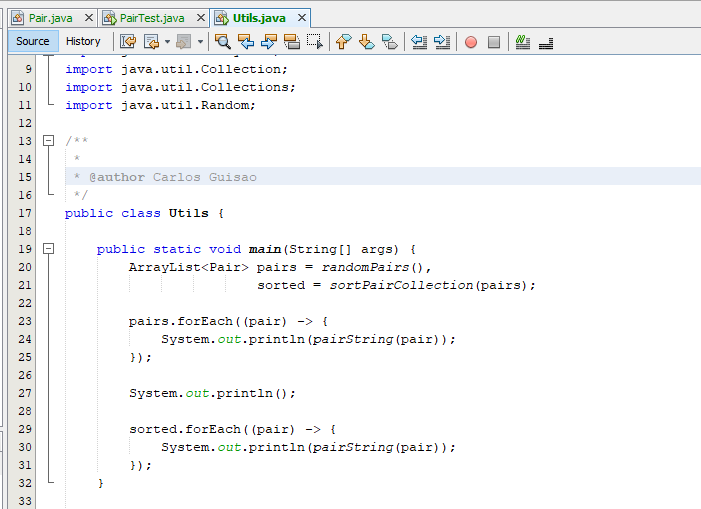 Pair.java PairTest.java Utils.java
Source History
9 import java.util.Collection;
10 import java.util.Collections;
11 import java.util.Random;
12
13 /**
14 *
15 * @author Carlos Guisao
16 */
17 public class Utils {
18
19 public static void main(String[] args) {
20 ArrayList<Pair> pairs = randomPairs(),
21 sorted = sortPairCollection(pairs);
22
23 pairs.forEach((pair) -> {
24 System.out.println(pairString(pair));
25 });
26
27 System.out.println();
28
29 sorted.forEach((pair) -> {
30 System.out.println(pairString(pair));
31 });
32 }
33